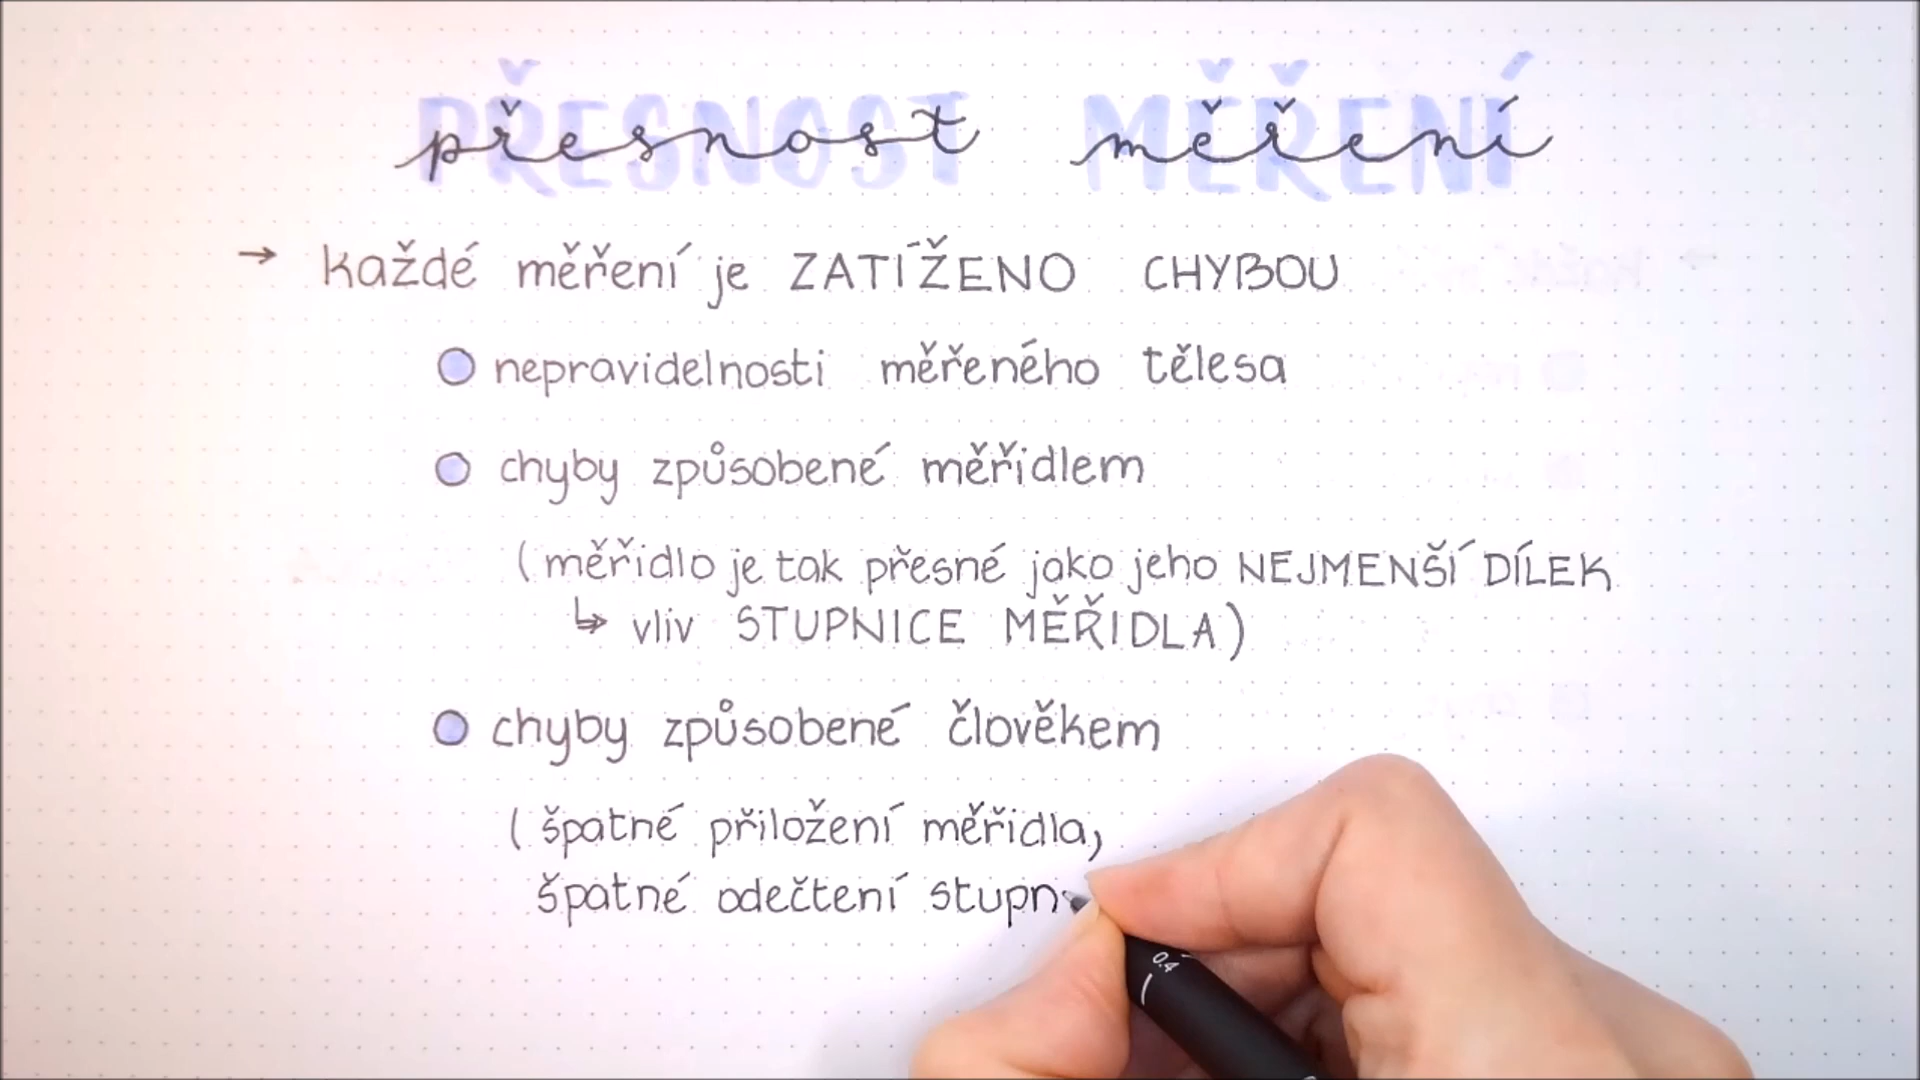 PŘESNOST MĚŘENÍ
přesnost měření
→ každé měření je ZATÍŽENO CHYBOU
nepravidelnosti měřeného tělesa
chyby způsobené měřidlem
(měřidlo je tak přesné jako jeho NEJMENŠÍ DÍLEK
↳ vliv STUPNICE MĚŘIDLA)
chyby způsobené člověkem
(špatné přiložení měřidla,
špatné odečtení stupn
0.4